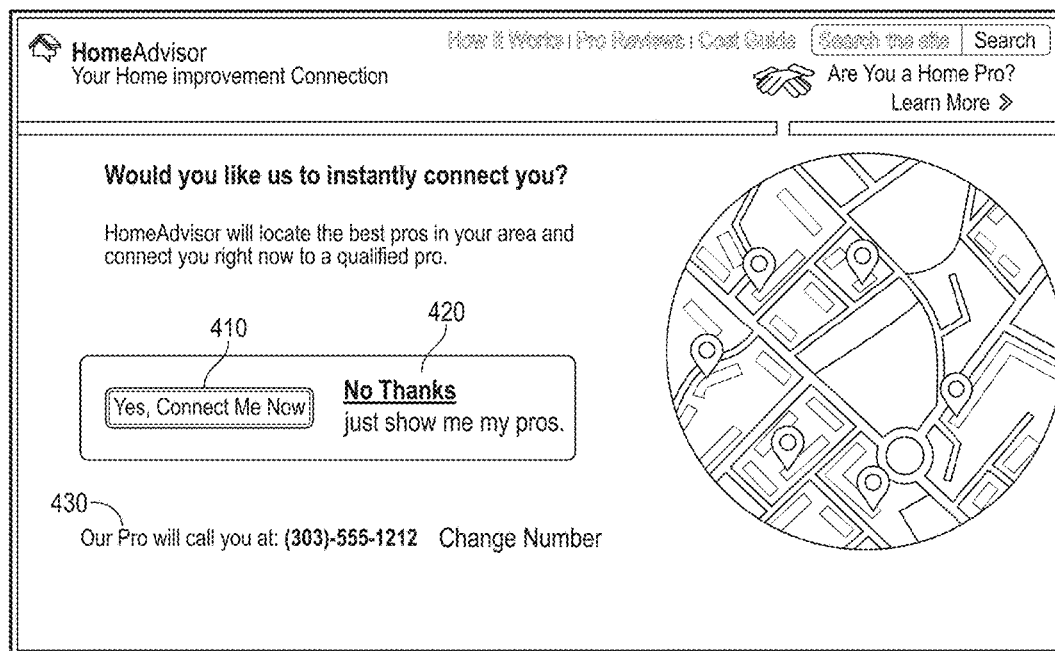 HomeAdvisor
Your Home improvement Connection
How It Works | Pro Reviews | Cost Guide
Search the site
Search
Are You a Home Pro?
Learn More »
Would you like us to instantly connect you?
HomeAdvisor will locate the best pros in your area and
connect you right now to a qualified pro.
410
420
Yes, Connect Me Now
No Thanks
just show me my pros.
430
Our Pro will call you at: (303)-555-1212 Change Number